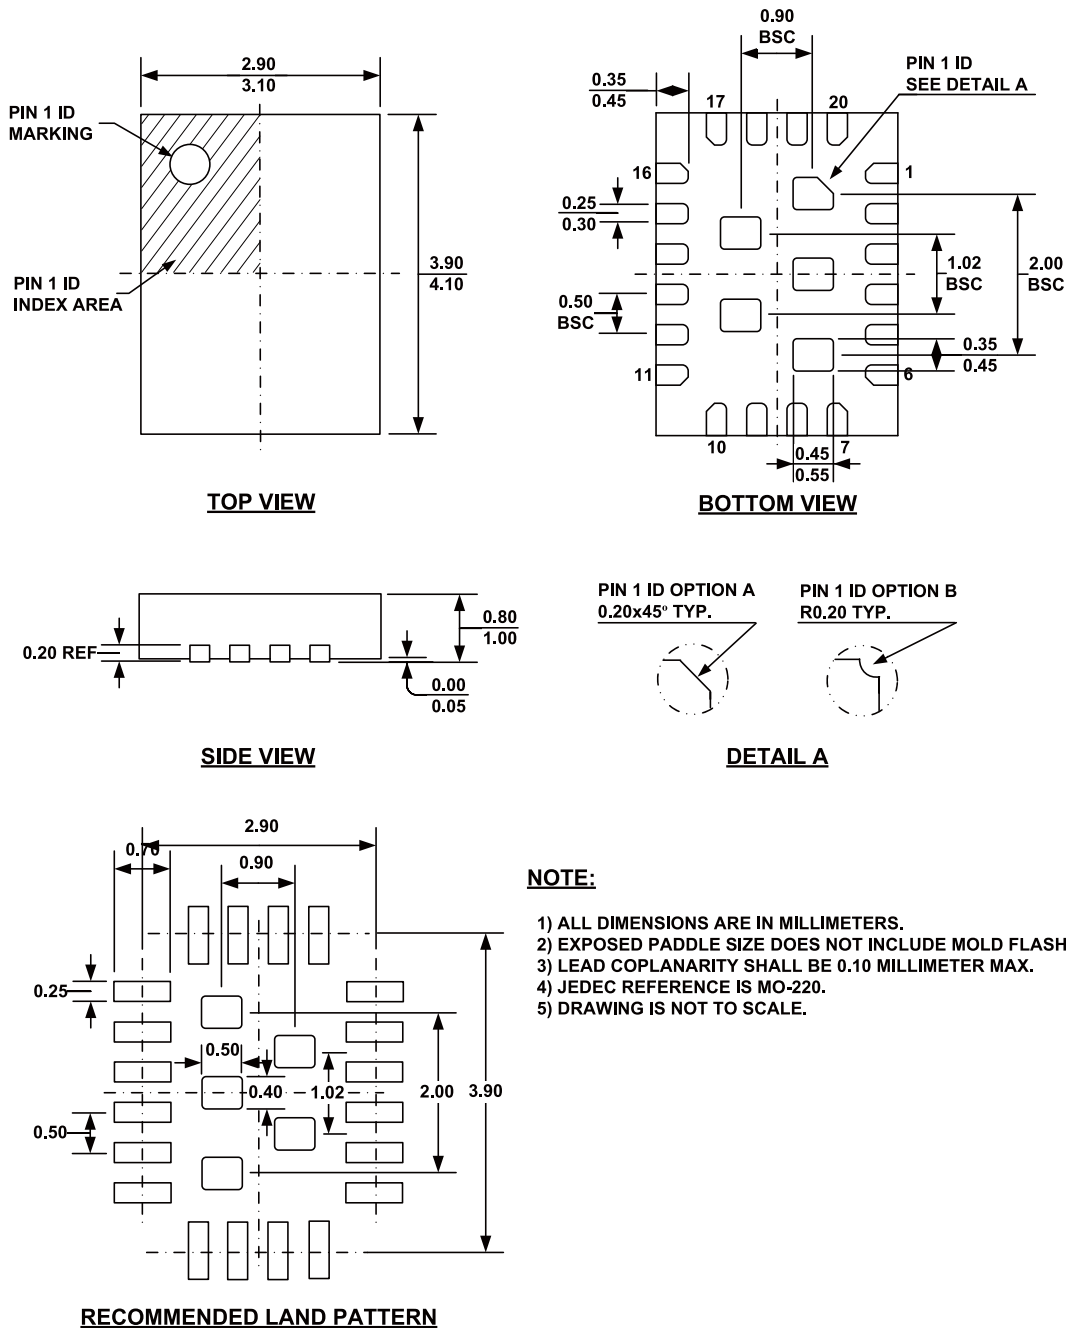 2.90
3.10
PIN 1 ID
MARKING
PIN 1 ID
INDEX AREA
3.90
4.10
TOP VIEW
0.90
BSC
0.35
0.45
17
20
PIN 1 ID
SEE DETAIL A
16
1
0.25
0.30
0.50
BSC
1.02
BSC
2.00
BSC
0.35
0.45
11
6
10
7
0.45
0.55
BOTTOM VIEW
0.20 REF
0.80
1.00
0.00
0.05
SIDE VIEW
PIN 1 ID OPTION A
0.20x45º TYP.
PIN 1 ID OPTION B
R0.20 TYP.
DETAIL A
2.90
0.70
0.90
0.25
0.50
0.40
1.02
2.00
3.90
0.50
RECOMMENDED LAND PATTERN
NOTE:
1) ALL DIMENSIONS ARE IN MILLIMETERS.
2) EXPOSED PADDLE SIZE DOES NOT INCLUDE MOLD FLASH
3) LEAD COPLANARITY SHALL BE 0.10 MILLIMETER MAX.
4) JEDEC REFERENCE IS MO-220.
5) DRAWING IS NOT TO SCALE.